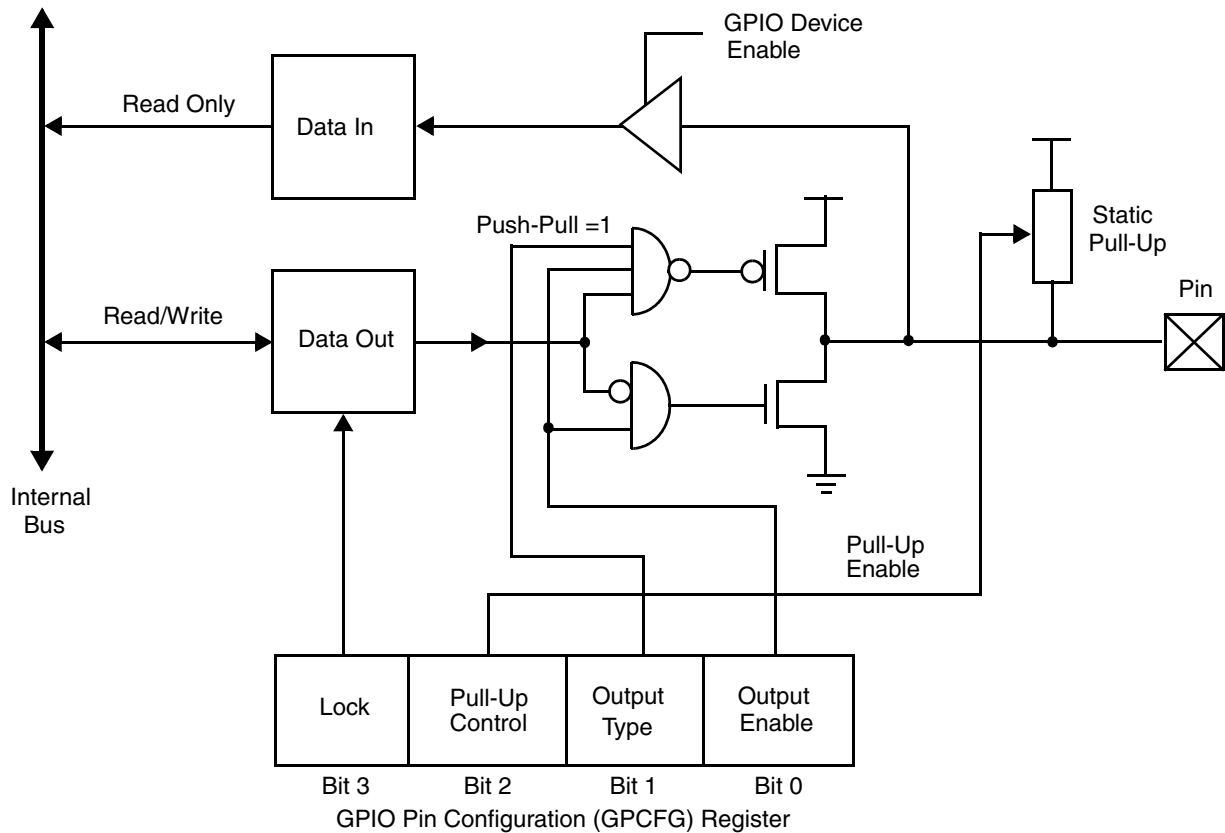 GPIO Device
Enable
Read Only
Data In
Static
Pull-Up
Push-Pull =1
Pin
Read/Write
Data Out
Internal
Bus
Pull-Up
Enable
Lock
Pull-Up
Control
Output
Type
Output
Enable
Bit 3
Bit 2
Bit 1
Bit 0
GPIO Pin Configuration (GPCFG) Register